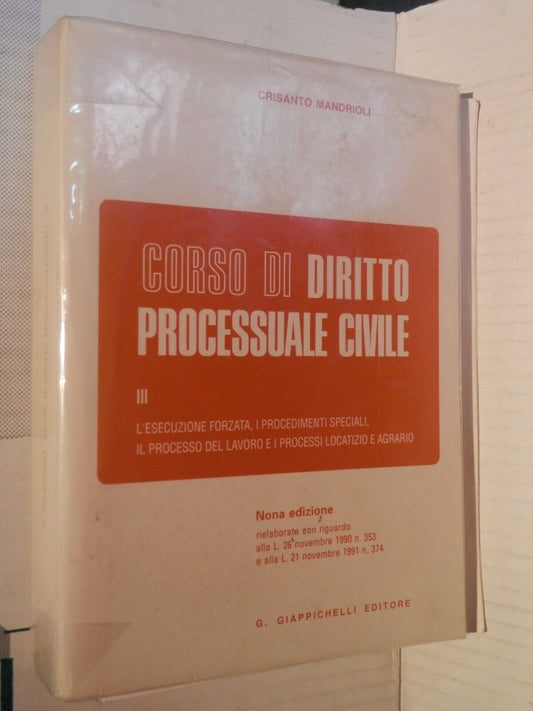 CRISANTO MANDRIOLI
CORSO DI DIRITTO
PROCESSUALE CIVILE
III
L'ESECUZIONE FORZATA, I PROCEDIMENTI SPECIALI,
IL PROCESSO DEL LAVORO E I PROCESSI LOCATIZIO E AGRARIO
Nona edizione
rielaborata con riguardo
alla L. 26 novembre 1990 n. 353
e alla L. 21 novembre 1991 n. 374
G. GIAPPICHELLI EDITORE